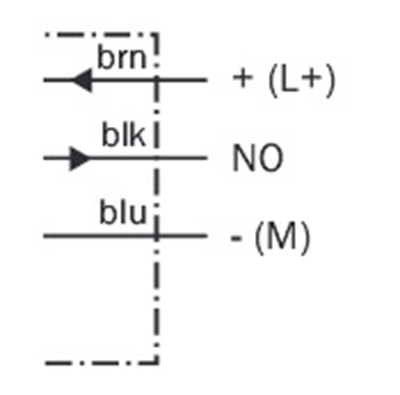 brn + (L+)
blk NO
blu - (M)